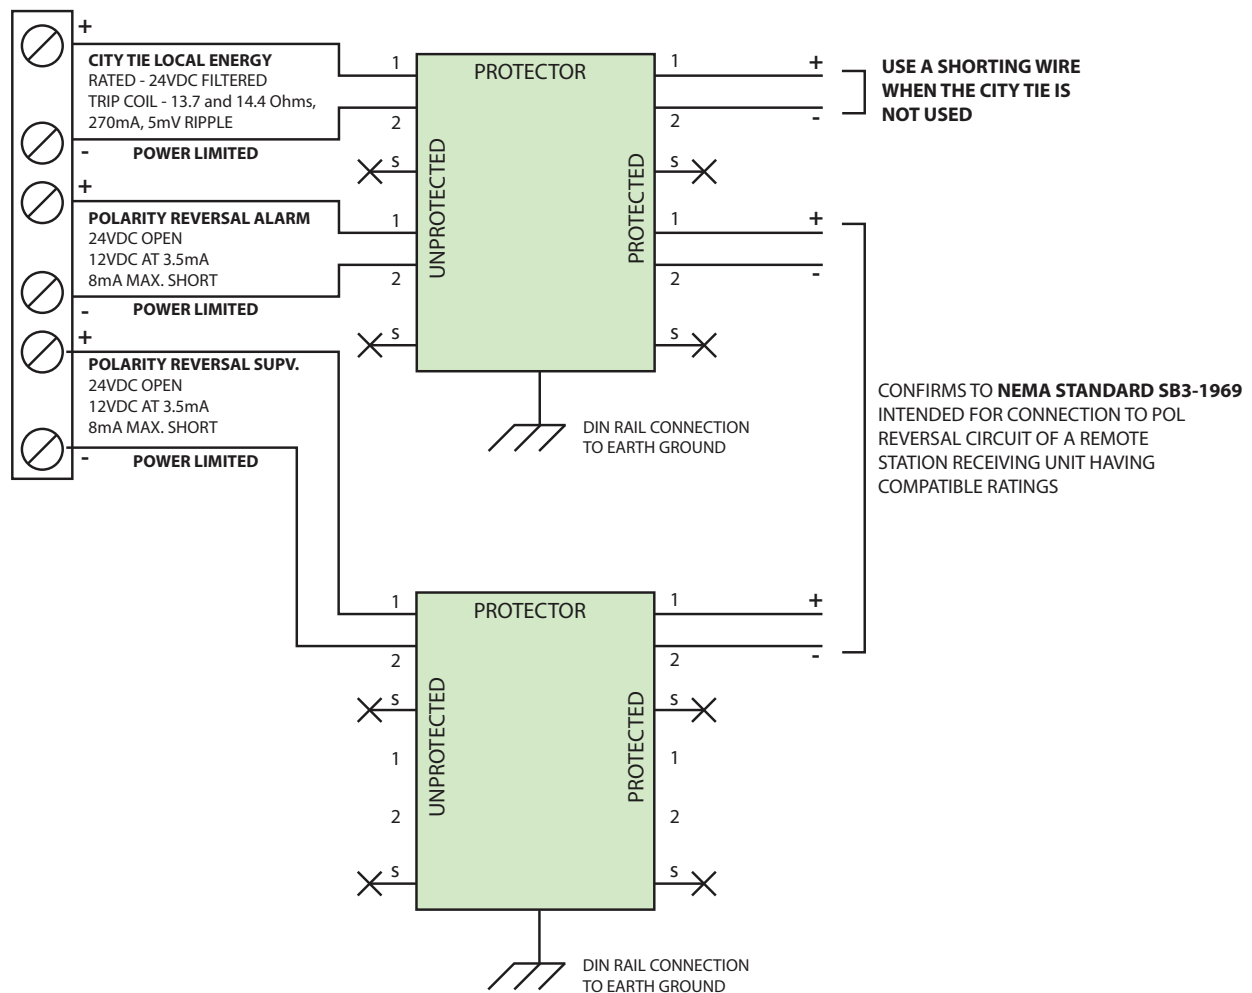 +
CITY TIE LOCAL ENERGY
RATED - 24VDC FILTERED
TRIP COIL - 13.7 and 14.4 Ohms,
270mA, 5mV RIPPLE
-
POWER LIMITED
+
POLARITY REVERSAL ALARM
24VDC OPEN
12VDC AT 3.5mA
8mA MAX. SHORT
-
POWER LIMITED
+
POLARITY REVERSAL SUPV.
24VDC OPEN
12VDC AT 3.5mA
8mA MAX. SHORT
-
POWER LIMITED
PROTECTOR
UNPROTECTED
PROTECTED
1
2
S
1
2
S
1
2
S
1
2
S
+
-
+
-
USE A SHORTING WIRE
WHEN THE CITY TIE IS
NOT USED
DIN RAIL CONNECTION
TO EARTH GROUND
CONFIRMS TO NEMA STANDARD SB3-1969
INTENDED FOR CONNECTION TO POL
REVERSAL CIRCUIT OF A REMOTE
STATION RECEIVING UNIT HAVING
COMPATIBLE RATINGS
PROTECTOR
UNPROTECTED
PROTECTED
1
2
S
1
2
S
1
2
S
1
2
S
+
-
DIN RAIL CONNECTION
TO EARTH GROUND